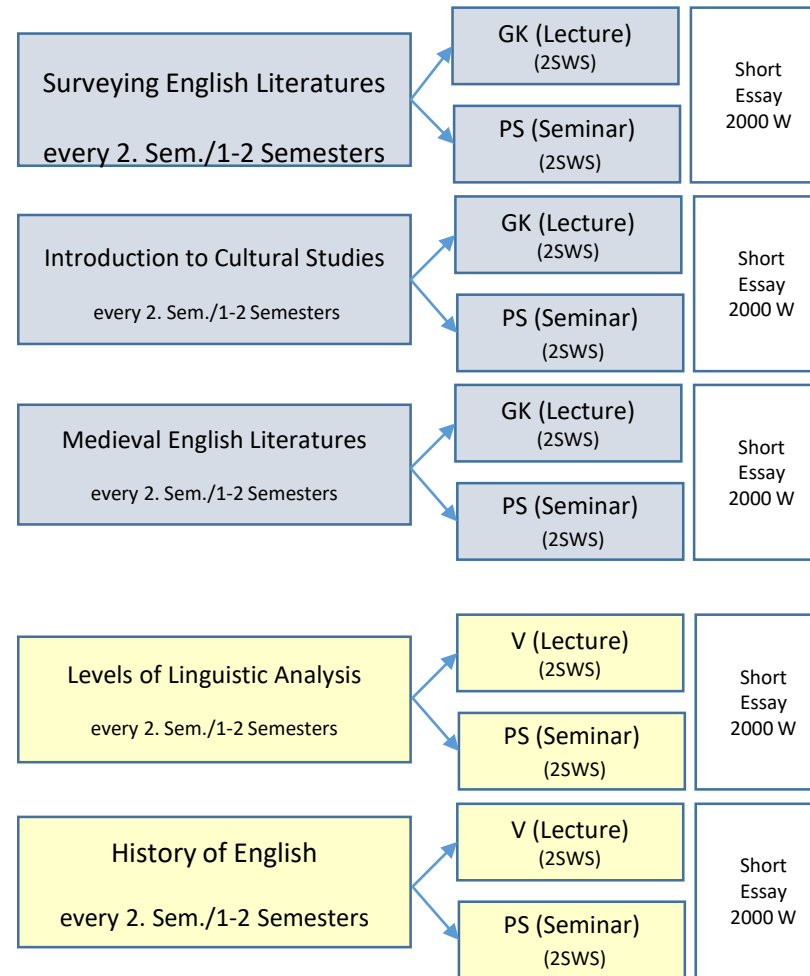 Surveying English Literatures
every 2. Sem./1-2 Semesters
GK (Lecture)
(2SWS)
PS (Seminar)
(2SWS)
Short
Essay
2000 W
Introduction to Cultural Studies
every 2. Sem./1-2 Semesters
GK (Lecture)
(2SWS)
PS (Seminar)
(2SWS)
Short
Essay
2000 W
Medieval English Literatures
every 2. Sem./1-2 Semesters
GK (Lecture)
(2SWS)
PS (Seminar)
(2SWS)
Short
Essay
2000 W
Levels of Linguistic Analysis
every 2. Sem./1-2 Semesters
V (Lecture)
(2SWS)
PS (Seminar)
(2SWS)
Short
Essay
2000 W
History of English
every 2. Sem./1-2 Semesters
V (Lecture)
(2SWS)
PS (Seminar)
(2SWS)
Short
Essay
2000 W